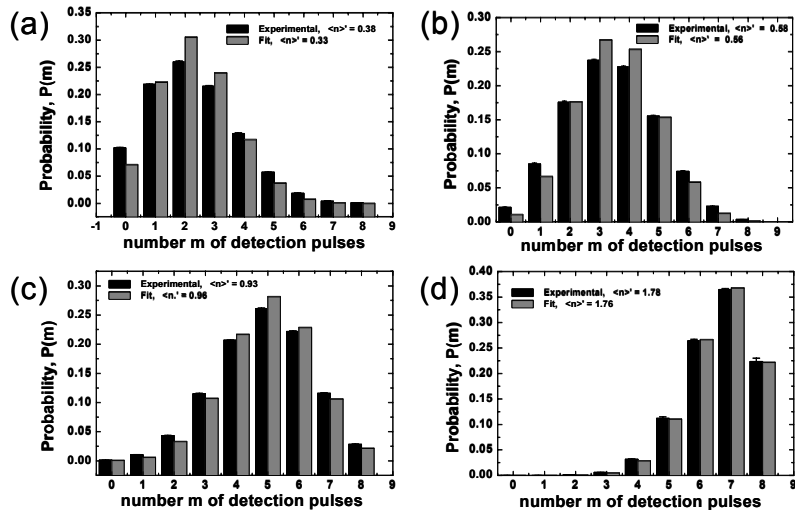 (a)
Experimental, <n>' = 0.38
Fit, <n>' = 0.33
Probability, P(m)
0.35
0.30
0.25
0.20
0.15
0.10
0.05
0.00
-1 0 1 2 3 4 5 6 7 8 9
number m of detection pulses
(b)
Experimental, <n>' = 0.58
Fit, <n>' = 0.56
Probability, P(m)
0.30
0.25
0.20
0.15
0.10
0.05
0.00
0 1 2 3 4 5 6 7 8 9
number m of detection pulses
(c)
Experimental, <n>' = 0.93
Fit, <n.' = 0.96
Probability, P(m)
0.30
0.25
0.20
0.15
0.10
0.05
0.00
0 1 2 3 4 5 6 7 8 9
number m of detection pulses
(d)
Experimental, <n>' = 1.78
Fit, <n>' = 1.76
Probability, P(m)
0.40
0.35
0.30
0.25
0.20
0.15
0.10
0.05
0.00
0 1 2 3 4 5 6 7 8 9
number m of detection pulses